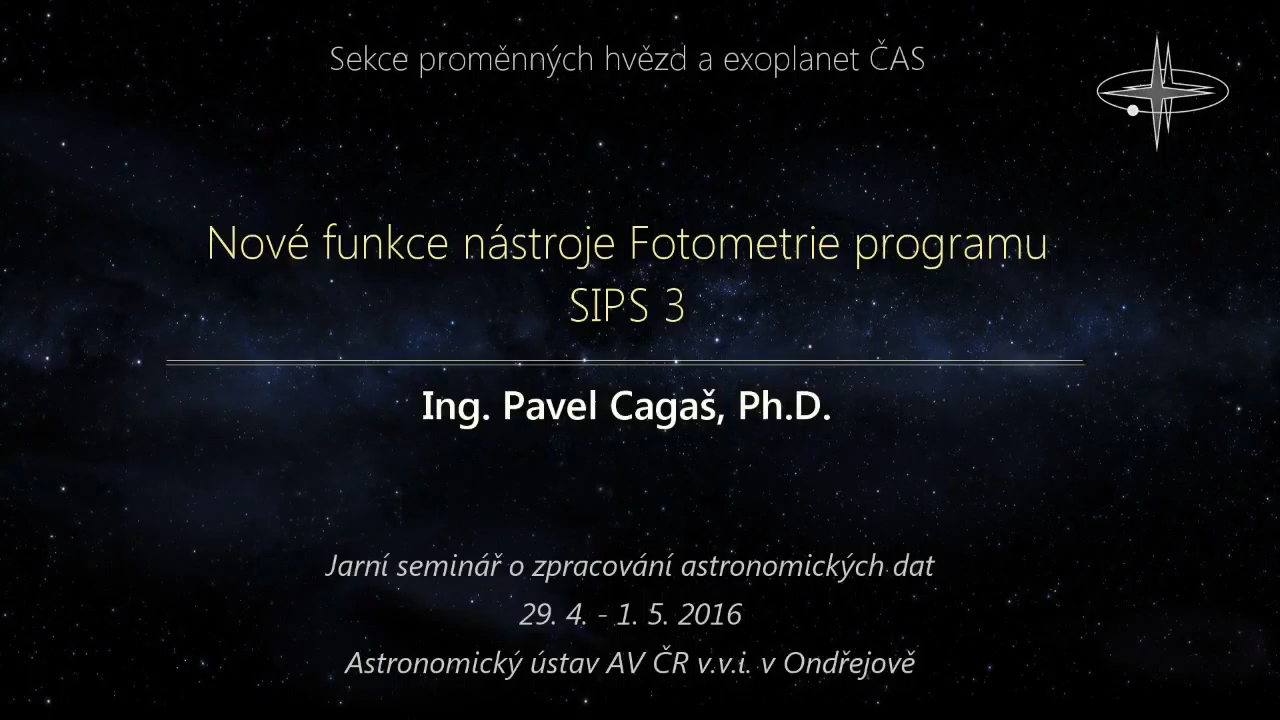 Sekce proměnných hvězd a exoplanet ČAS
Nové funkce nástroje Fotometrie programu
SIPS 3
Ing. Pavel Cagaš, Ph.D.
Jarní seminář o zpracování astronomických dat
29. 4. - 1. 5. 2016
Astronomický ústav AV ČR v.v.i. v Ondřejově